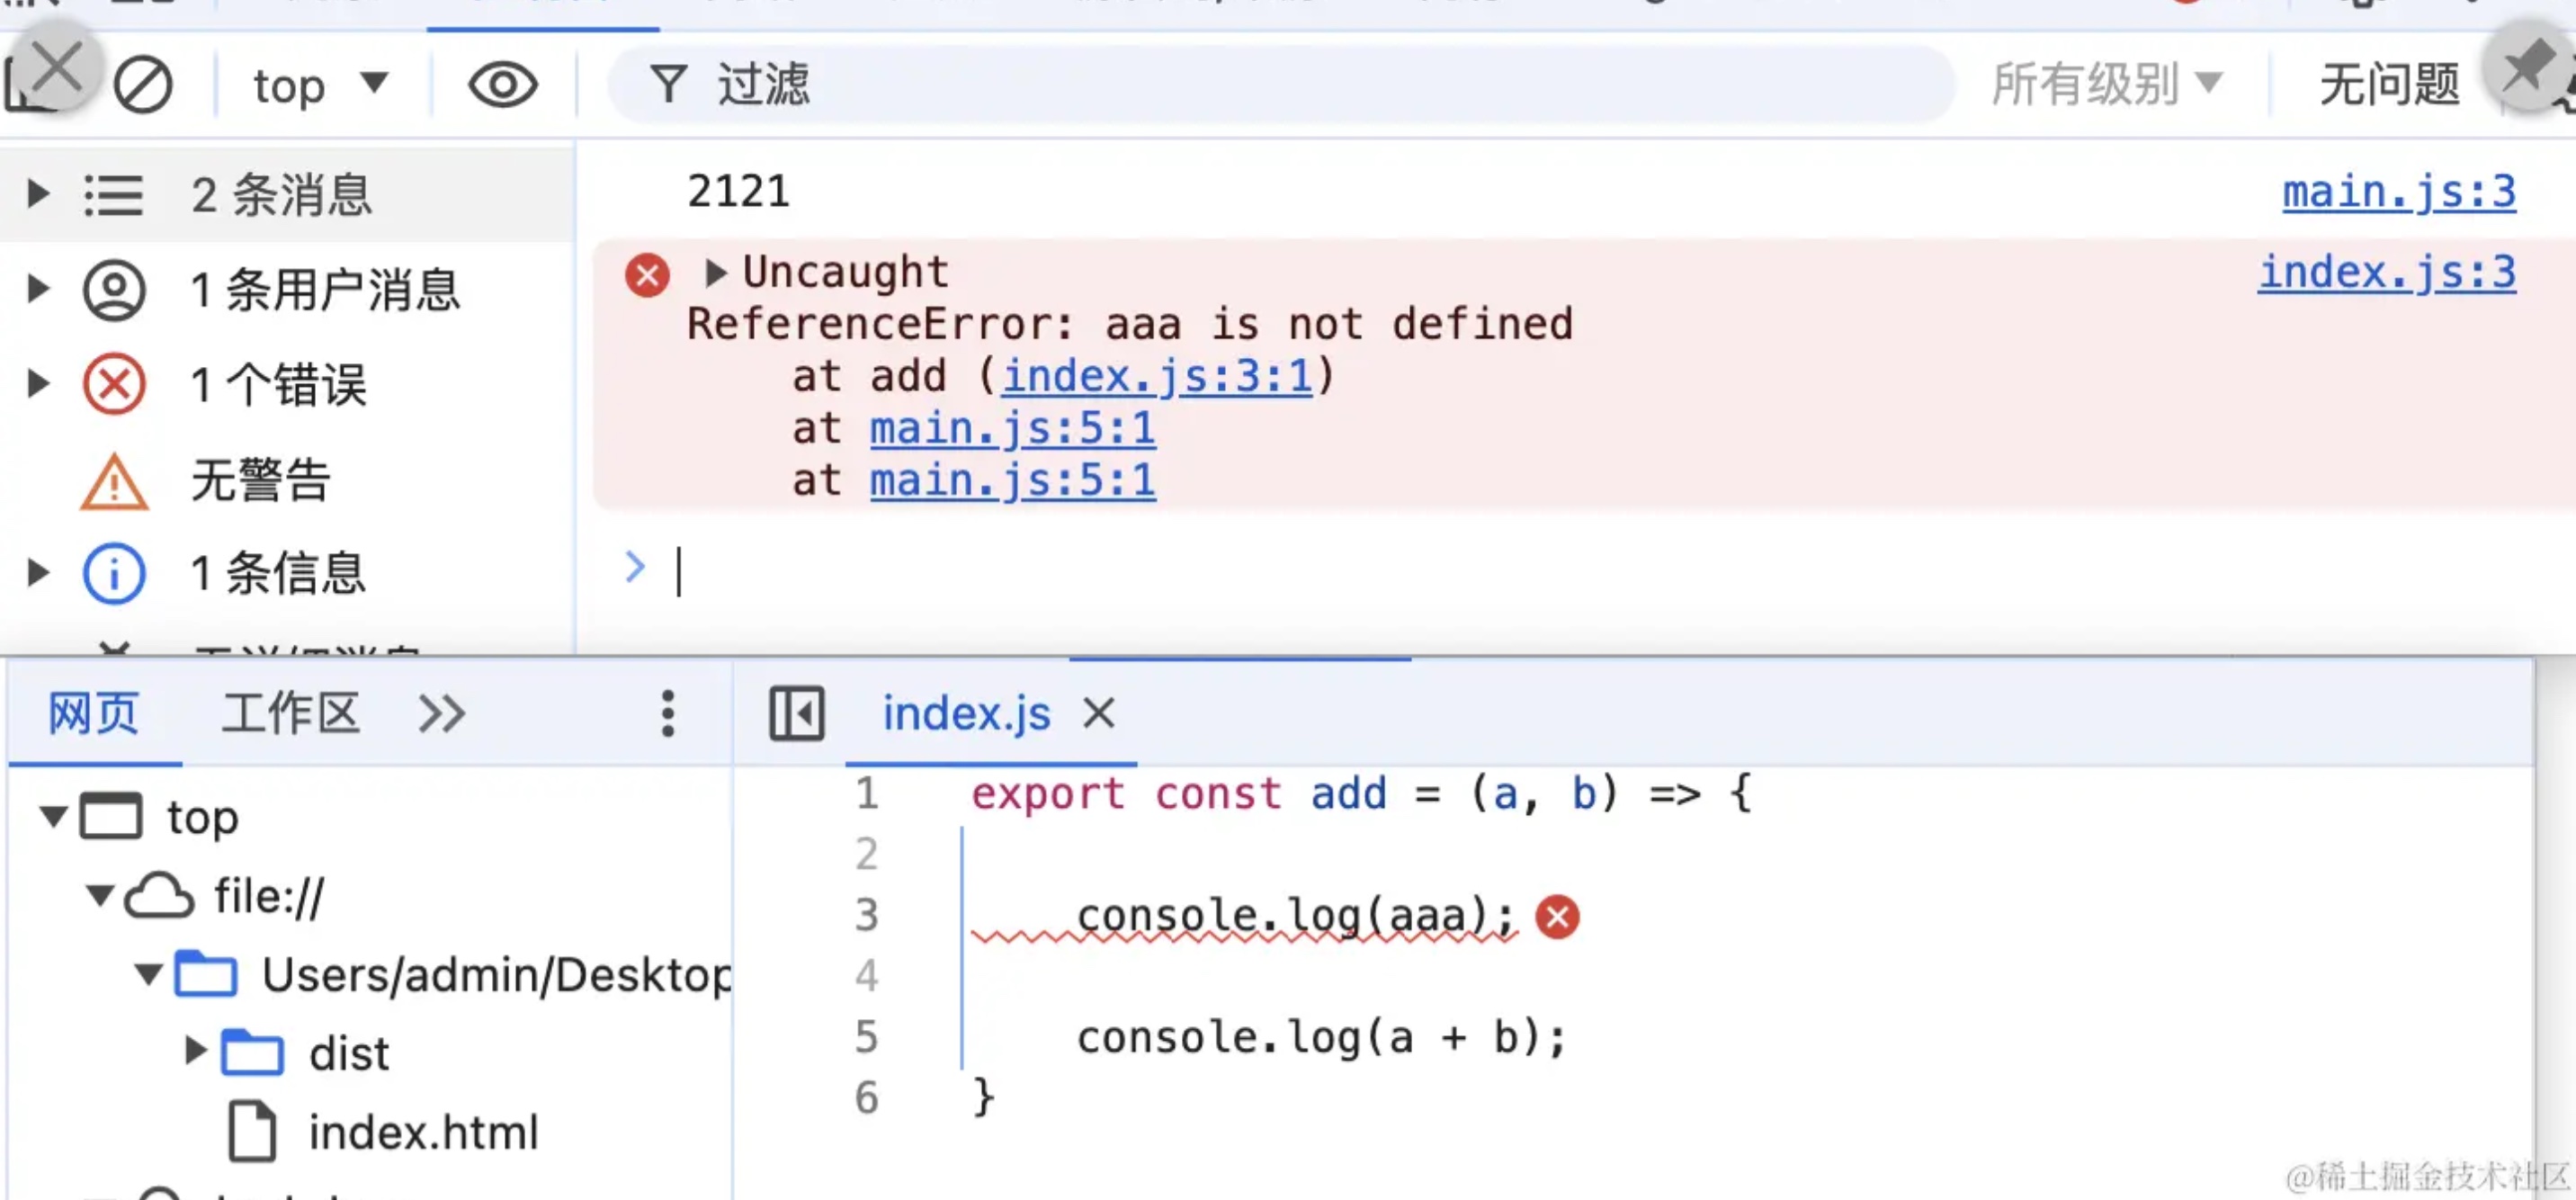 top
过滤
所有级别
无问题
2 条消息
1 条用户消息
1 个错误
无警告
1 条信息
2121
main.js:3
Uncaught
index.js:3
ReferenceError: aaa is not defined
at add (index.js:3:1)
at main.js:5:1
at main.js:5:1
>
网页
工作区
index.js
top
file://
Users/admin/Desktop
dist
index.html
1 export const add = (a, b) => {
2
3 console.log(aaa);
4
5 console.log(a + b);
6 }
@稀土掘金技术社区